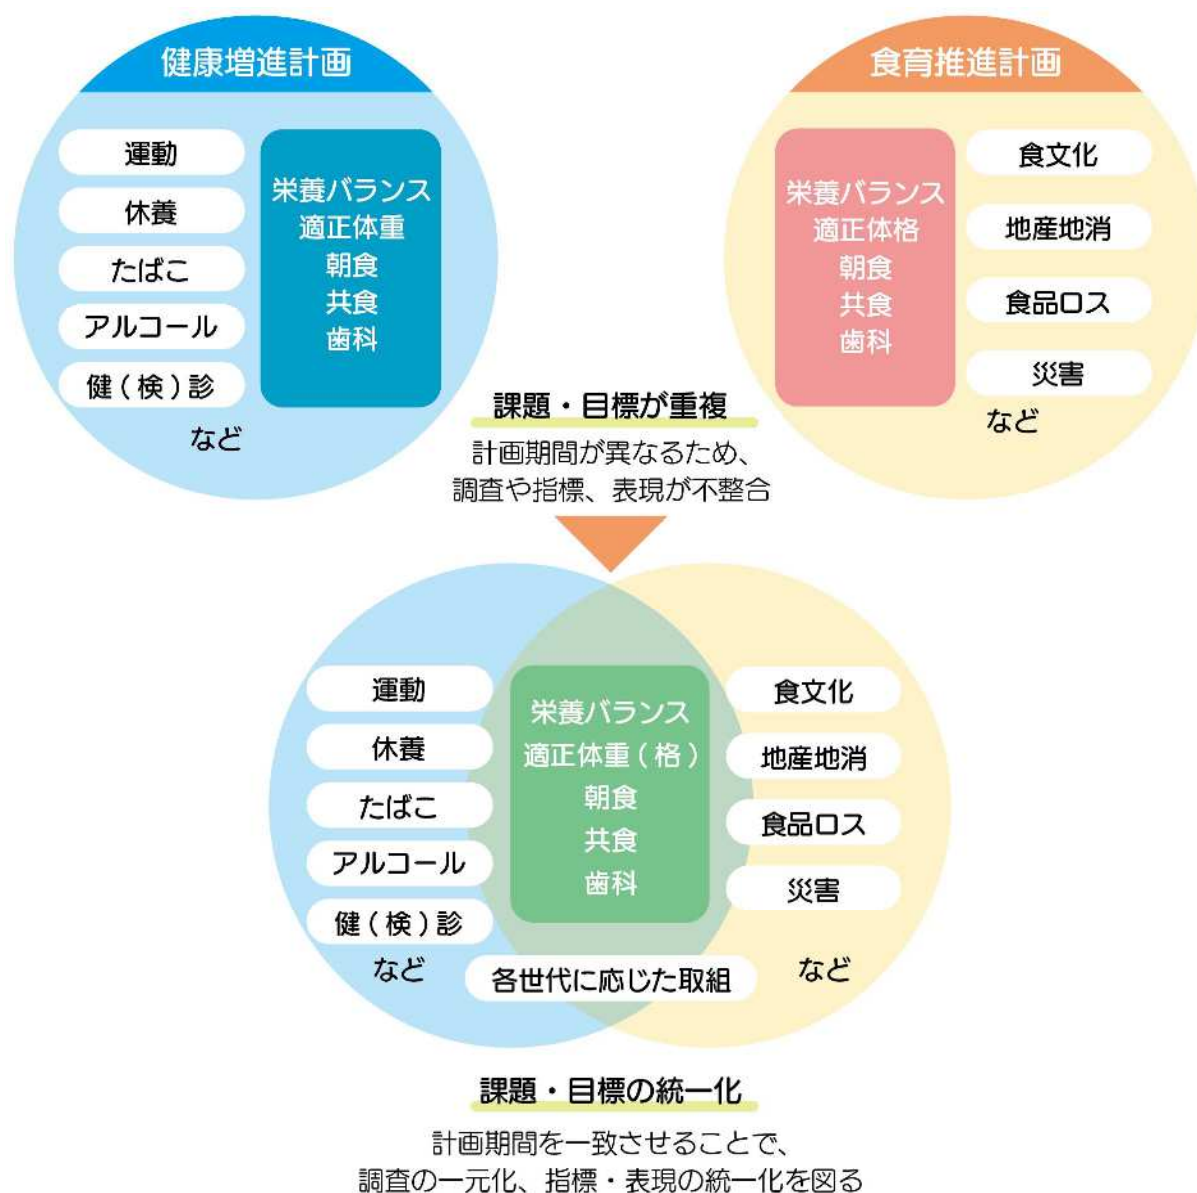 健康増進計画
運動
休養
たばこ
アルコール
健（検）診
など
栄養バランス
適正体重
朝食
共食
歯科
食育推進計画
栄養バランス
適正体格
朝食
共食
歯科
食文化
地産地消
食品ロス
災害
など
課題・目標が重複
計画期間が異なるため、
調査や指標、表現が不整合
運動
休養
たばこ
アルコール
健（検）診
など
栄養バランス
適正体重（格）
朝食
共食
歯科
食文化
地産地消
食品ロス
災害
など
各世代に応じた取組
課題・目標の統一化
計画期間を一致させることで、
調査の一元化、指標・表現の統一化を図る